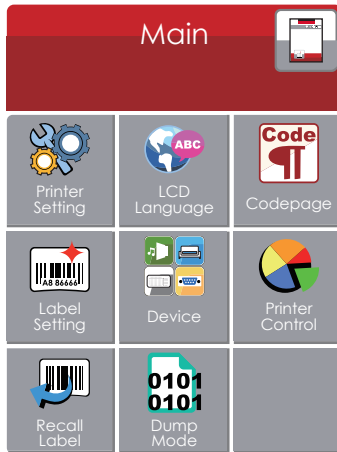 Main
ABC
Code
Printer
Setting
LCD
Language
Codepage
A8 86666
Label
Setting
Device
Printer
Control
0101
0101
Recall
Label
Dump
Mode